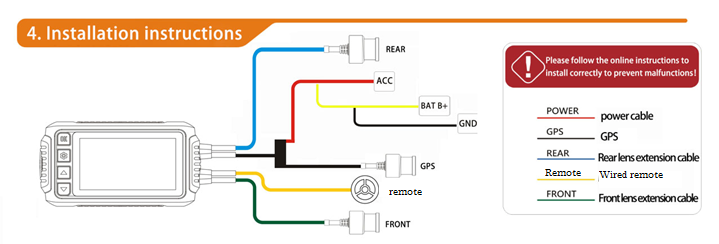 4. Installation instructions
REAR
ACC
BAT B+
GND
GPS
remote
FRONT
OK
Please follow the online instructions to
install correctly to prevent malfunctions!
POWER power cable
GPS GPS
REAR Rear lens extension cable
Remote Wired remote
FRONT Front lens extension cable